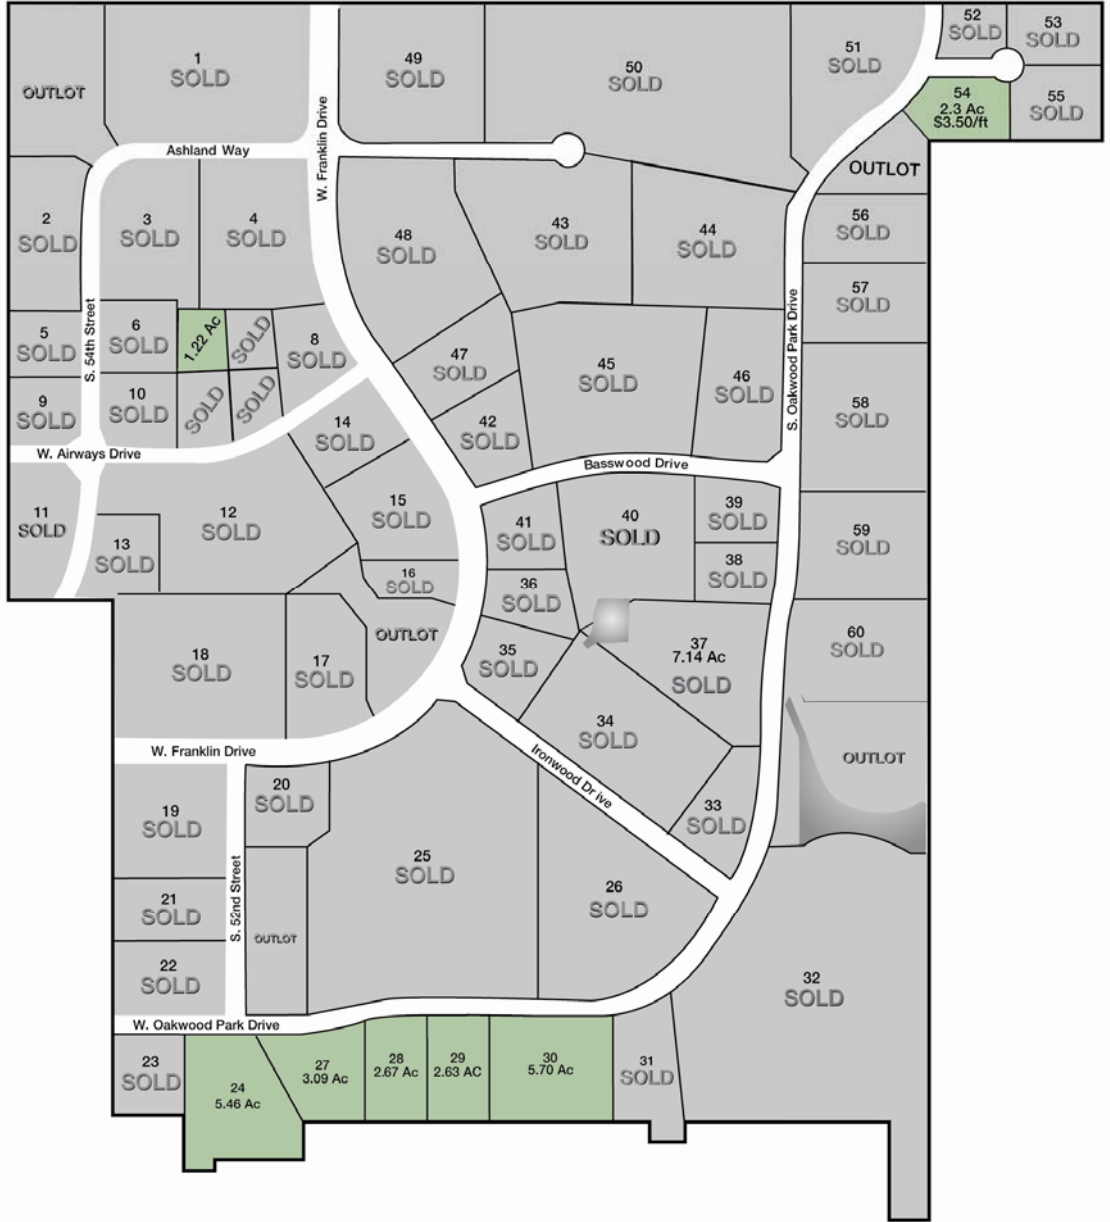 OUTLOT
1
SOLD
W. Franklin Drive
49
SOLD
50
SOLD
51
SOLD
52
SOLD
53
SOLD
54
2.3 Ac
$3.50/ft
55
SOLD
Ashland Way
OUTLOT
2
SOLD
3
SOLD
4
SOLD
48
SOLD
43
SOLD
44
SOLD
56
SOLD
57
SOLD
S. 54th Street
5
SOLD
6
SOLD
1.22 Ac
SOLD
8
SOLD
47
SOLD
45
SOLD
46
SOLD
S. Oakwood Park Drive
58
SOLD
9
SOLD
10
SOLD
SOLD
SOLD
14
SOLD
42
SOLD
W. Airways Drive
Basswood Drive
11
SOLD
12
SOLD
13
SOLD
15
SOLD
16
SOLD
41
SOLD
40
SOLD
39
SOLD
38
SOLD
59
SOLD
36
SOLD
OUTLOT
18
SOLD
17
SOLD
35
SOLD
37
7.14 Ac
SOLD
60
SOLD
34
SOLD
W. Franklin Drive
Ironwood Drive
OUTLOT
19
SOLD
20
SOLD
33
SOLD
25
SOLD
26
SOLD
S. 52nd Street
21
SOLD
OUTLOT
22
SOLD
32
SOLD
W. Oakwood Park Drive
23
SOLD
24
5.46 Ac
27
3.09 Ac
28
2.67 Ac
29
2.63 AC
30
5.70 Ac
31
SOLD